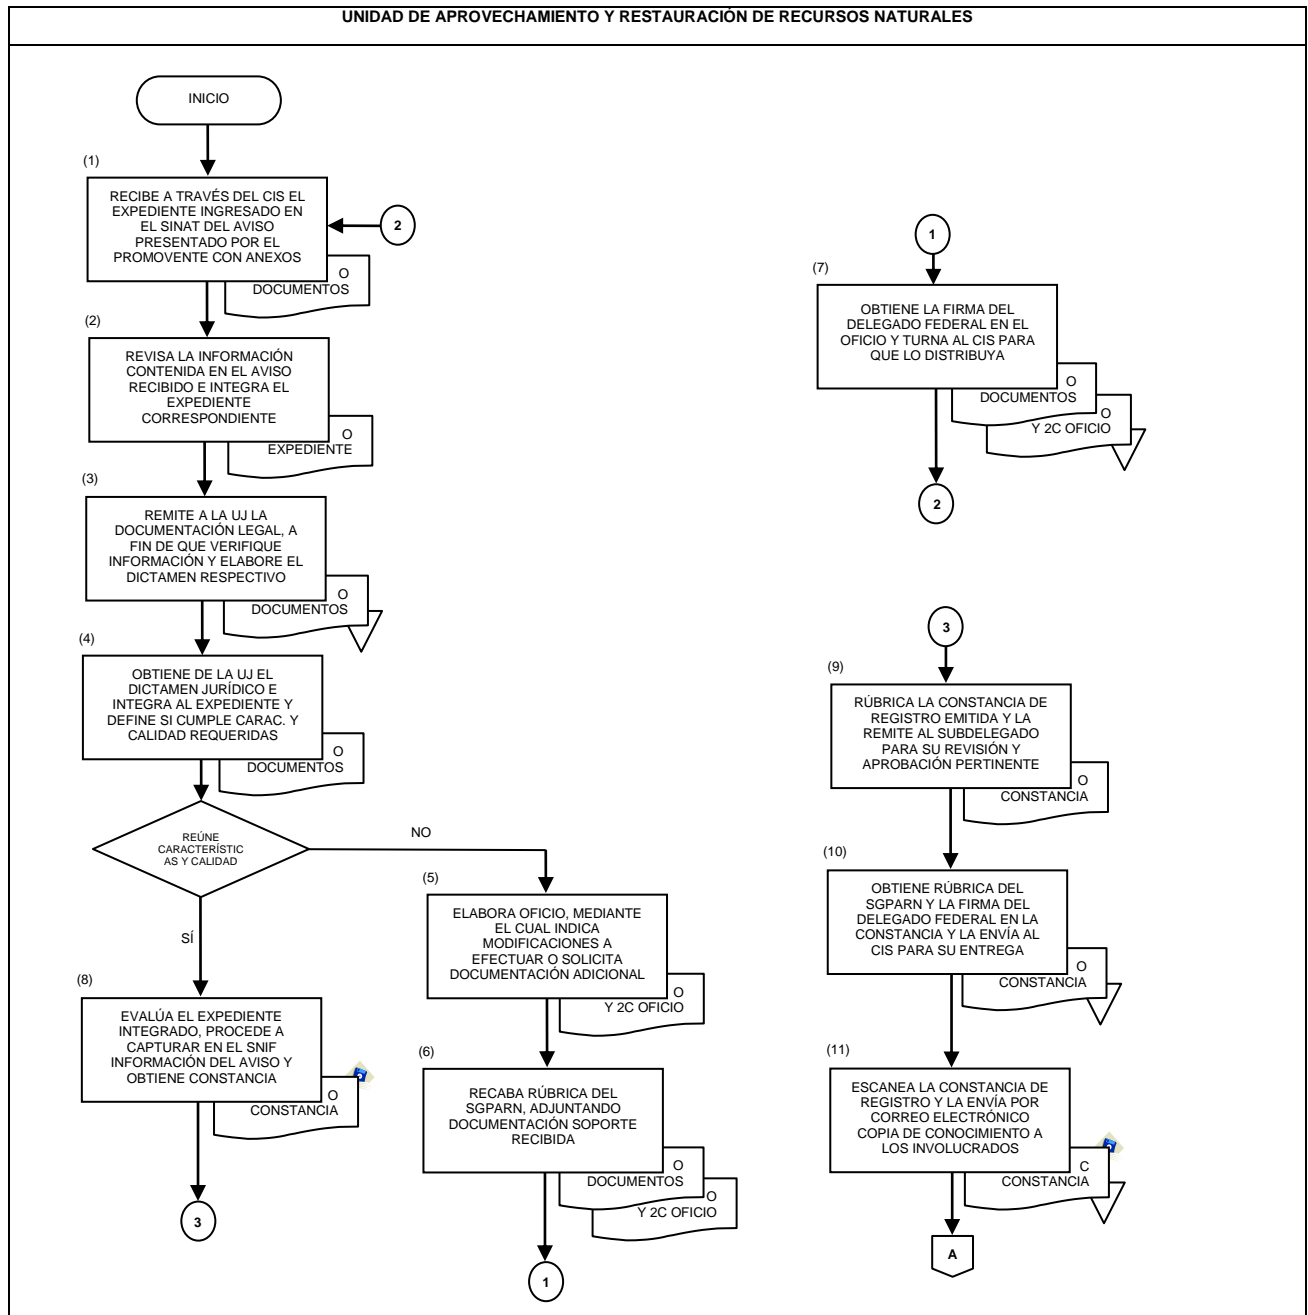 UNIDAD DE APROVECHAMIENTO Y RESTAURACIÓN DE RECURSOS NATURALES
INICIO
(1)
RECIBE A TRAVÉS DEL CIS EL
EXPEDIENTE INGRESADO EN
EL SINAT DEL AVISO
PRESENTADO POR EL
PROMOVENTE CON ANEXOS
2
O
DOCUMENTOS
(2)
REVISA LA INFORMACIÓN
CONTENIDA EN EL AVISO
RECIBIDO E INTEGRA EL
EXPEDIENTE
CORRESPONDIENTE
O
EXPEDIENTE
(3)
REMITE A LA UJ LA
DOCUMENTACIÓN LEGAL, A
FIN DE QUE VERIFIQUE
INFORMACIÓN Y ELABORE EL
DICTAMEN RESPECTIVO
O
DOCUMENTOS
(4)
OBTIENE DE LA UJ EL
DICTAMEN JURÍDICO E
INTEGRA AL EXPEDIENTE Y
DEFINE SI CUMPLE CARAC. Y
CALIDAD REQUERIDAS
O
DOCUMENTOS
REÚNE
CARACTERÍSTIC
AS Y CALIDAD
NO
SÍ
(5)
ELABORA OFICIO, MEDIANTE
EL CUAL INDICA
MODIFICACIONES A
EFECTUAR O SOLICITA
DOCUMENTACIÓN ADICIONAL
O
Y 2C OFICIO
(6)
RECABA RÚBRICA DEL
SGPARN, ADJUNTANDO
DOCUMENTACIÓN SOPORTE
RECIBIDA
O
DOCUMENTOS
O
Y 2C OFICIO
1
(8)
EVALÚA EL EXPEDIENTE
INTEGRADO, PROCEDE A
CAPTURAR EN EL SNIF
INFORMACIÓN DEL AVISO Y
OBTIENE CONSTANCIA
O
CONSTANCIA
3
1
(7)
OBTIENE LA FIRMA DEL
DELEGADO FEDERAL EN EL
OFICIO Y TURNA AL CIS PARA
QUE LO DISTRIBUYA
O
DOCUMENTOS
O
Y 2C OFICIO
2
3
(9)
RÚBRICA LA CONSTANCIA DE
REGISTRO EMITIDA Y LA
REMITE AL SUBDELEGADO
PARA SU REVISIÓN Y
APROBACIÓN PERTINENTE
O
CONSTANCIA
(10)
OBTIENE RÚBRICA DEL
SGPARN Y LA FIRMA DEL
DELEGADO FEDERAL EN LA
CONSTANCIA Y LA ENVÍA AL
CIS PARA SU ENTREGA
O
CONSTANCIA
(11)
ESCANEA LA CONSTANCIA DE
REGISTRO Y LA ENVÍA POR
CORREO ELECTRÓNICO
COPIA DE CONOCIMIENTO A
LOS INVOLUCRADOS
C
CONSTANCIA
A